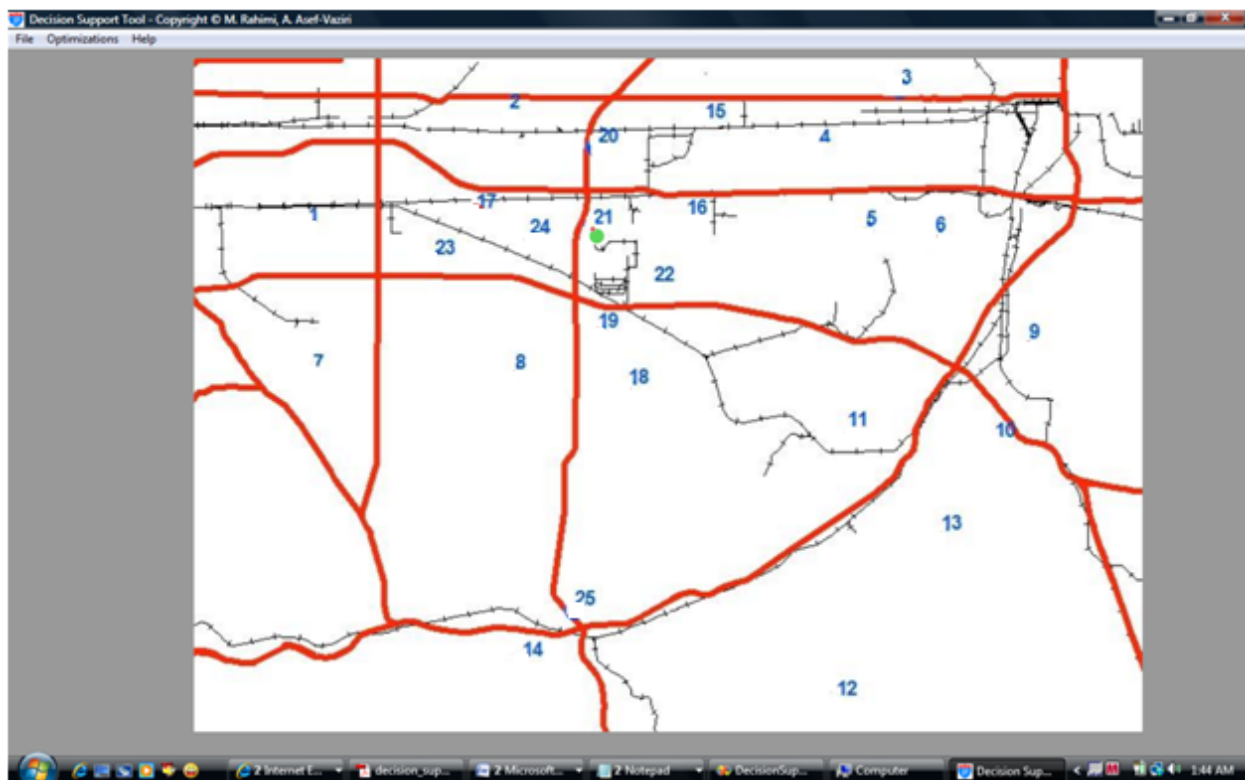 Decision Support Tool - Copyright © M. Rahimi, A. Asef-Vaziri
File Optimizations Help
3
2
15
20
4
17
16
1
21
5
24
6
23
22
19
9
7
8
18
11
10
13
25
14
12
2 Internet E...
decision_sup...
2 Microsoft...
2 Notepad
DecisionSup...
Computer
Decision Sup...
1:44 AM